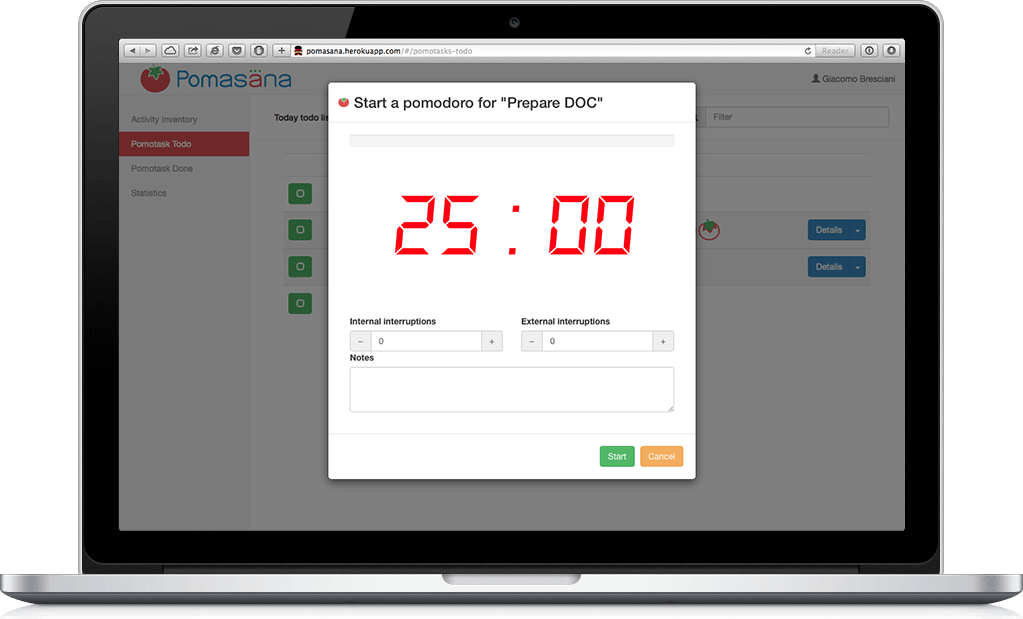 pomasana.herokuapp.com/#/pomotasks-todo
Reader
Pomasäna
Giacomo Bresciani
Start a pomodoro for "Prepare DOC"
Activity Inventory
Today todo lis
Filter
Pomotask Todo
Pomotask Done
Statistics
25:00
Details
Details
Internal interruptions
External interruptions
− 0 +
− 0 +
Notes
Start
Cancel